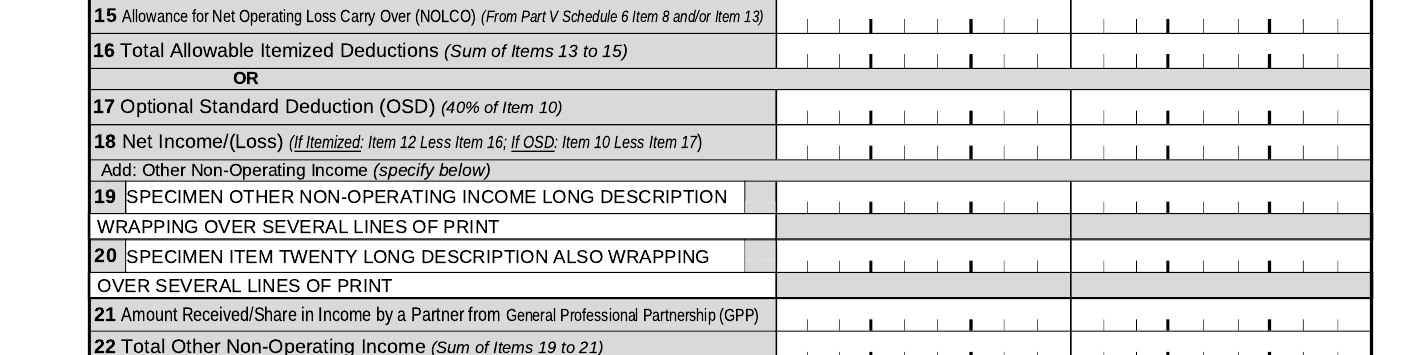 15 Allowance for Net Operating Loss Carry Over (NOLCO) (From Part V Schedule 6 Item 8 and/or Item 13)
16 Total Allowable Itemized Deductions (Sum of Items 13 to 15)
OR
17 Optional Standard Deduction (OSD) (40% of Item 10)
18 Net Income/(Loss) (If Itemized: Item 12 Less Item 16; If OSD: Item 10 Less Item 17)
Add: Other Non-Operating Income (specify below)
19 SPECIMEN OTHER NON-OPERATING INCOME LONG DESCRIPTION
WRAPPING OVER SEVERAL LINES OF PRINT
20 SPECIMEN ITEM TWENTY LONG DESCRIPTION ALSO WRAPPING
OVER SEVERAL LINES OF PRINT
21 Amount Received/Share in Income by a Partner from General Professional Partnership (GPP)
22 Total Other Non-Operating Income (Sum of Items 19 to 21)